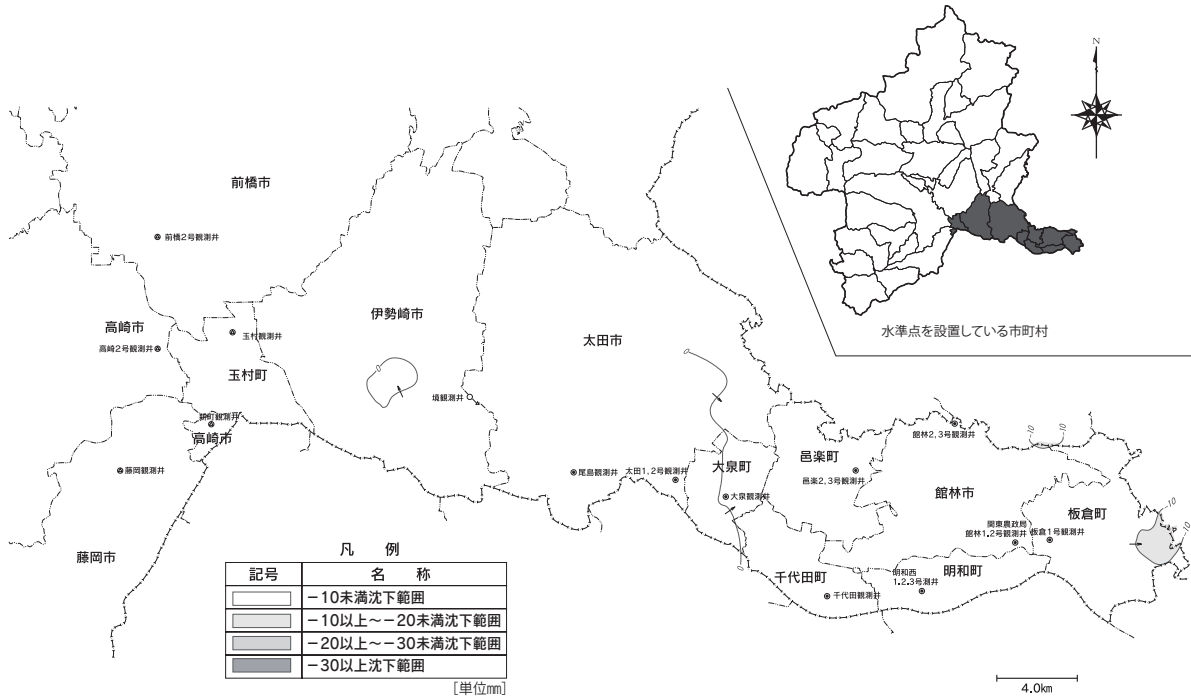 N
水準点を設置している市町村
前橋市
前橋2号観測井
高崎市
高崎2号観測井
玉村観測井
玉村町
伊勢崎市
0
境観測井
太田市
0
高崎市
藤岡観測井
藤岡市
尾島観測井
太田1,2号観測井
大泉町
大泉観測井
0
邑楽町
邑楽2,3号観測井
館林2,3号観測井
-10
-10
館林市
関東農政局
館林1.2号観測井
板倉町
板倉1号観測井
-10
-10
千代田町
千代田観測井
明和西
1.2.3号測井
明和町
凡 例
記号 名 称
-10未満沈下範囲
-10以上~-20未満沈下範囲
-20以上~-30未満沈下範囲
-30以上沈下範囲
[単位mm]
4.0km